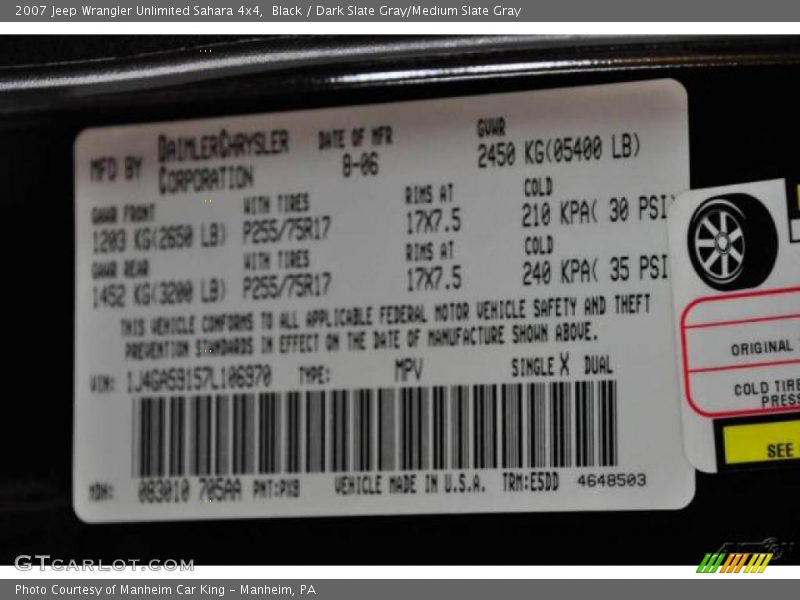 2007 Jeep Wrangler Unlimited Sahara 4x4, Black / Dark Slate Gray/Medium Slate Gray
MFD BY DAIMLERCHRYSLER CORPORATION
DATE OF MFR 8-06
GVWR 2450 KG(05400 LB)
GAWR FRONT WITH TIRES RIMS AT COLD
1203 KG(2650 LB) P255/75R17 17X7.5 210 KPA( 30 PSI)
GAWR REAR WITH TIRES RIMS AT COLD
1452 KG(3200 LB) P255/75R17 17X7.5 240 KPA( 35 PSI
THIS VEHICLE CONFORMS TO ALL APPLICABLE FEDERAL MOTOR VEHICLE SAFETY AND THEFT
PREVENTION STANDARDS IN EFFECT ON THE DATE OF MANUFACTURE SHOWN ABOVE.
VIN: 1J4GA59157L106970 TYPE: MPV SINGLE X DUAL
MDH: 083010 705AA PNT:PX8 VEHICLE MADE IN U.S.A. TRM:E5DD 4648503
ORIGINAL
COLD TIRE
PRESS
SEE
GTCARLOT.COM
Photo Courtesy of Manheim Car King - Manheim, PA